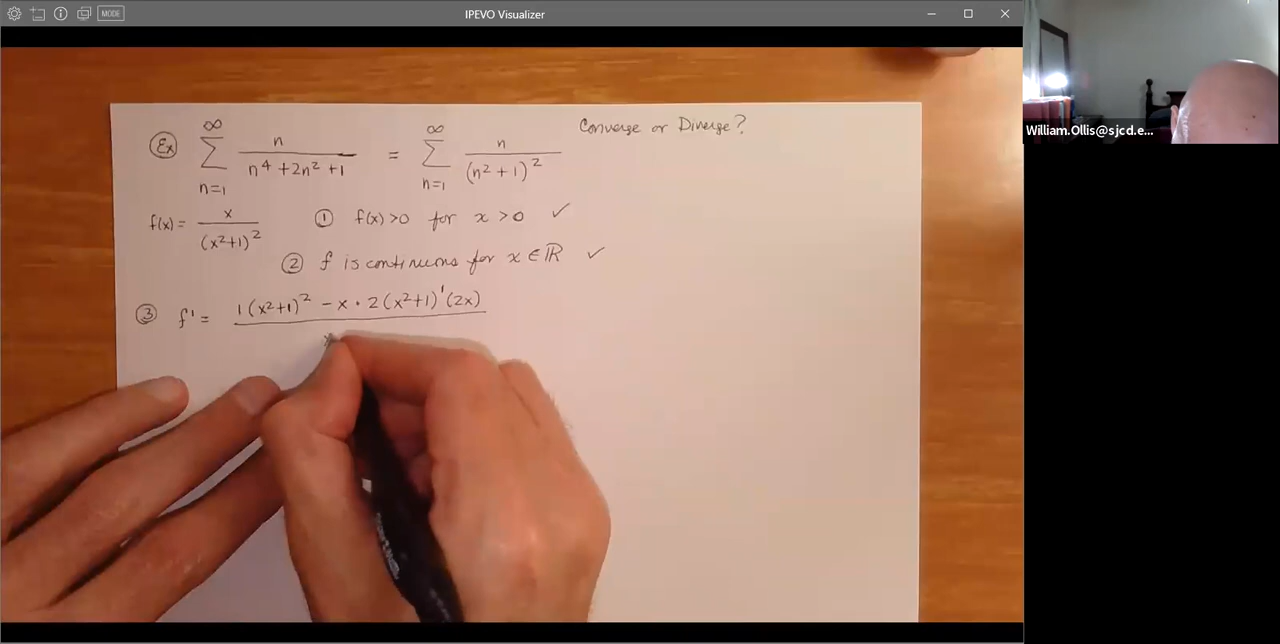 MODE
IPEVO Visualizer
Ex ∞ Σ n=1 n / (n⁴+2n²+1) = ∞ Σ n=1 n / (n²+1)² Converge or Diverge?
f(x) = x / (x²+1)² ① f(x)>0 for x>0 ✓
② f is continuous for x∈ℝ ✓
③ f' = 1(x²+1)² − x · 2(x²+1)¹(2x)
William.Ollis@sjcd.e...